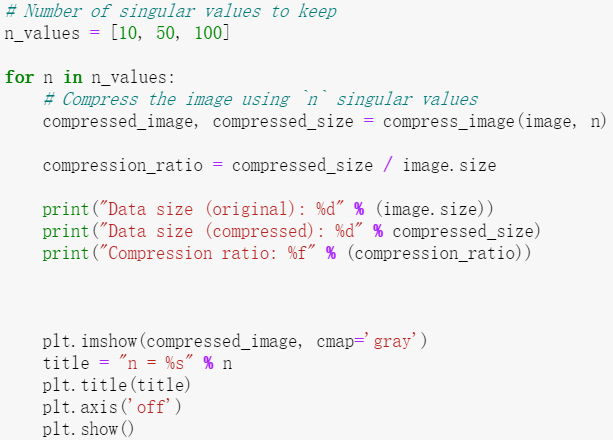 # Number of singular values to keep
n_values = [10, 50, 100]
for n in n_values:
# Compress the image using `n` singular values
compressed_image, compressed_size = compress_image(image, n)
compression_ratio = compressed_size / image.size
print("Data size (original): %d" % (image.size))
print("Data size (compressed): %d" % compressed_size)
print("Compression ratio: %f" % (compression_ratio))
plt.imshow(compressed_image, cmap='gray')
title = "n = %s" % n
plt.title(title)
plt.axis('off')
plt.show()